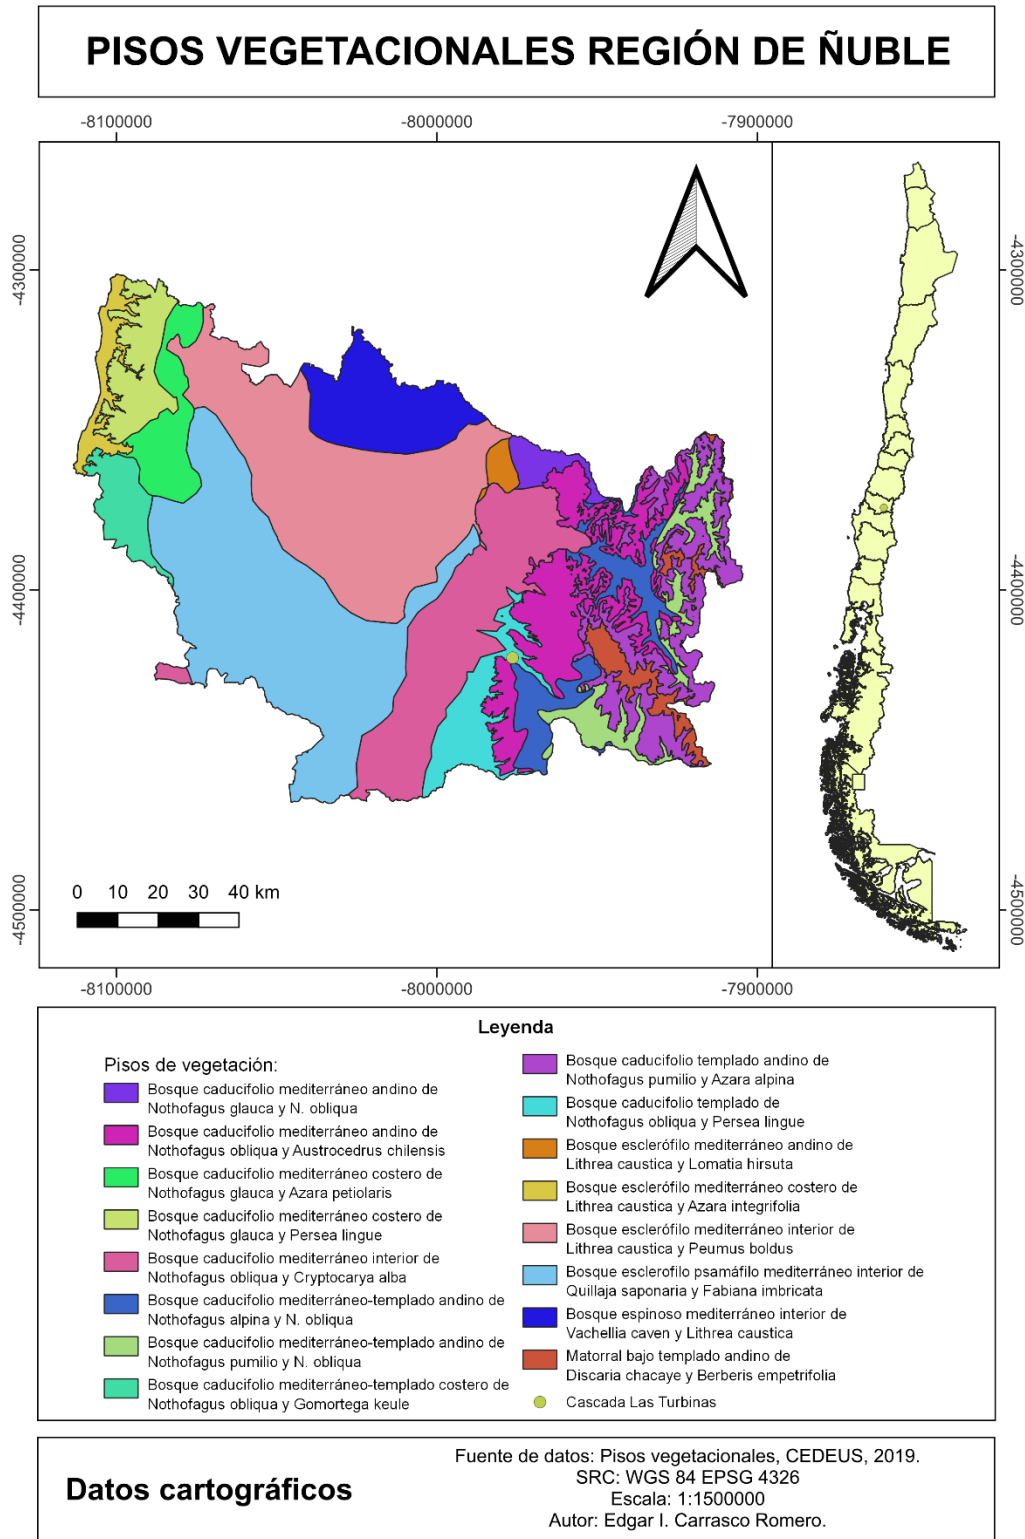 PISOS VEGETACIONALES REGIÓN DE ÑUBLE
-8100000
-8000000
-7900000
-4300000
-4300000
-4400000
-4400000
-4500000
-4500000
0 10 20 30 40 km
-8100000
-8000000
-7900000
Leyenda
Pisos de vegetación:
Bosque caducifolio mediterráneo andino de
Nothofagus glauca y N. obliqua
Bosque caducifolio mediterráneo andino de
Nothofagus obliqua y Austrocedrus chilensis
Bosque caducifolio mediterráneo costero de
Nothofagus glauca y Azara petiolaris
Bosque caducifolio mediterráneo costero de
Nothofagus glauca y Persea lingue
Bosque caducifolio mediterráneo interior de
Nothofagus obliqua y Cryptocarya alba
Bosque caducifolio mediterráneo-templado andino de
Nothofagus alpina y N. obliqua
Bosque caducifolio mediterráneo-templado andino de
Nothofagus pumilio y N. obliqua
Bosque caducifolio mediterráneo-templado costero de
Nothofagus obliqua y Gomortega keule
Bosque caducifolio templado andino de
Nothofagus pumilio y Azara alpina
Bosque caducifolio templado de
Nothofagus obliqua y Persea lingue
Bosque esclerófilo mediterráneo andino de
Lithrea caustica y Lomatia hirsuta
Bosque esclerófilo mediterráneo costero de
Lithrea caustica y Azara integrifolia
Bosque esclerófilo mediterráneo interior de
Lithrea caustica y Peumus boldus
Bosque esclerofilo psamáfilo mediterráneo interior de
Quillaja saponaria y Fabiana imbricata
Bosque espinoso mediterráneo interior de
Vachellia caven y Lithrea caustica
Matorral bajo templado andino de
Discaria chacaye y Berberis empetrifolia
Cascada Las Turbinas
Datos cartográficos
Fuente de datos: Pisos vegetacionales, CEDEUS, 2019.
SRC: WGS 84 EPSG 4326
Escala: 1:1500000
Autor: Edgar I. Carrasco Romero.